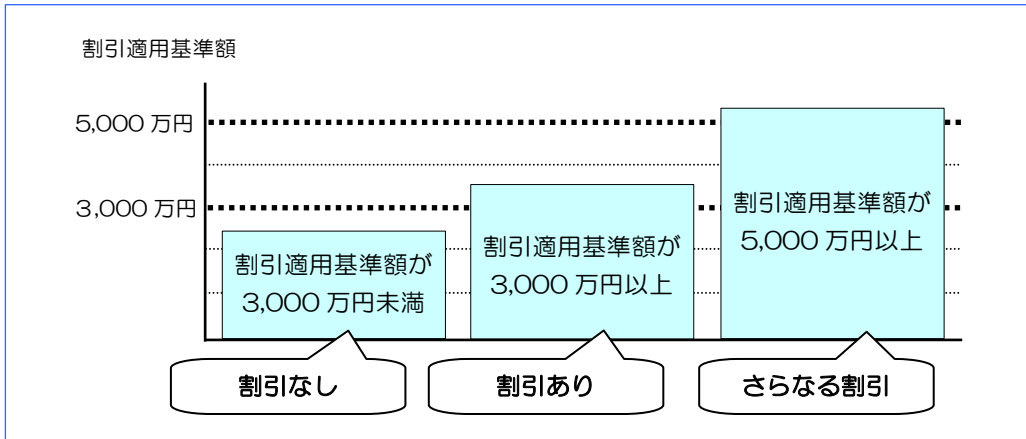 割引適用基準額
5,000 万円
3,000 万円
割引適用基準額が
3,000 万円未満
割引適用基準額が
3,000 万円以上
割引適用基準額が
5,000 万円以上
割引なし
割引あり
さらなる割引